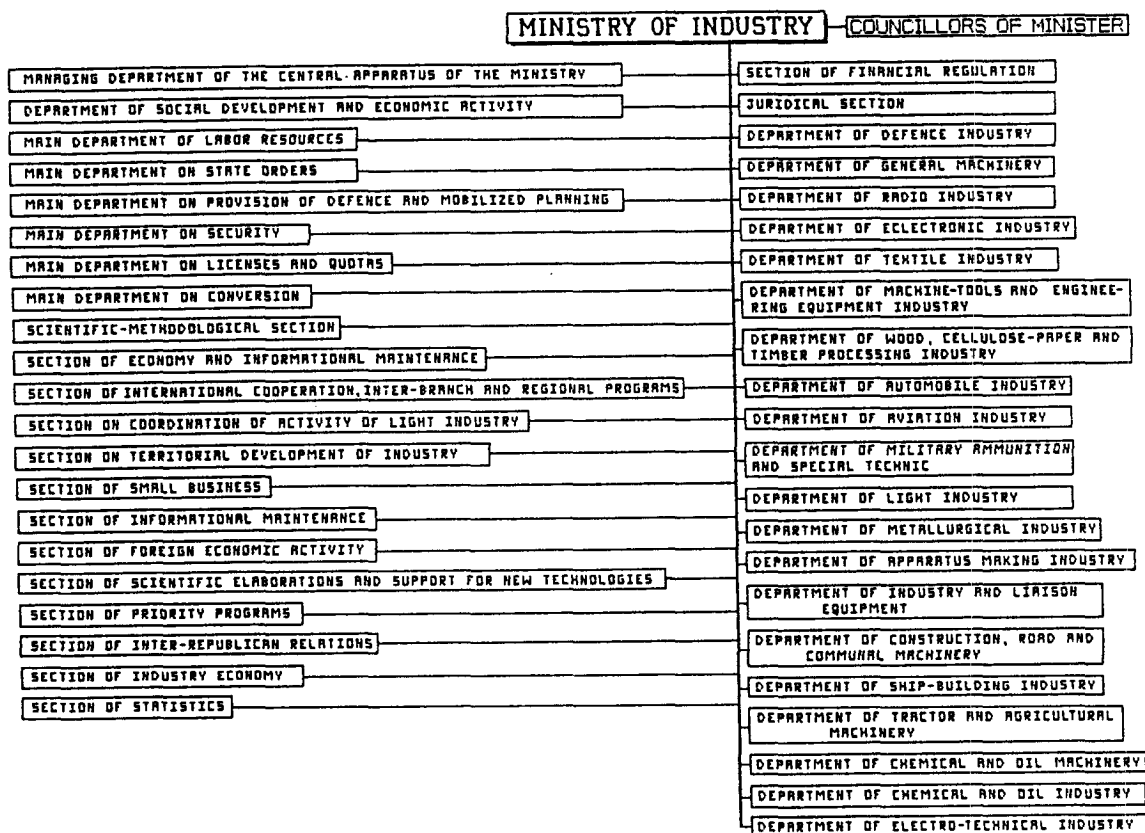 MINISTRY OF INDUSTRY
COUNCILLORS OF MINISTER
MANAGING DEPARTMENT OF THE CENTRAL-APPARATUS OF THE MINISTRY
DEPARTMENT OF SOCIAL DEVELOPMENT AND ECONOMIC ACTIVITY
MAIN DEPARTMENT OF LABOR RESOURCES
MAIN DEPARTMENT ON STATE ORDERS
MAIN DEPARTMENT ON PROVISION OF DEFENCE AND MOBILIZED PLANNING
MAIN DEPARTMENT ON SECURITY
MAIN DEPARTMENT ON LICENSES AND QUOTAS
MAIN DEPARTMENT ON CONVERSION
SCIENTIFIC-METHODOLOGICAL SECTION
SECTION OF ECONOMY AND INFORMATIONAL MAINTENANCE
SECTION OF INTERNATIONAL COOPERATION, INTER-BRANCH AND REGIONAL PROGRAMS
SECTION ON COORDINATION OF ACTIVITY OF LIGHT INDUSTRY
SECTION ON TERRITORIAL DEVELOPMENT OF INDUSTRY
SECTION OF SMALL BUSINESS
SECTION OF INFORMATIONAL MAINTENANCE
SECTION OF FOREIGN ECONOMIC ACTIVITY
SECTION OF SCIENTIFIC ELABORATIONS AND SUPPORT FOR NEW TECHNOLOGIES
SECTION OF PRIORITY PROGRAMS
SECTION OF INTER-REPUBLICAN RELATIONS
SECTION OF INDUSTRY ECONOMY
SECTION OF STATISTICS
SECTION OF FINANCIAL REGULATION
JURIDICAL SECTION
DEPARTMENT OF DEFENCE INDUSTRY
DEPARTMENT OF GENERAL MACHINERY
DEPARTMENT OF RADIO INDUSTRY
DEPARTMENT OF ECLECTRONIC INDUSTRY
DEPARTMENT OF TEXTILE INDUSTRY
DEPARTMENT OF MACHINE-TOOLS AND ENGINEE-
RING EQUIPMENT INDUSTRY
DEPARTMENT OF WOOD, CELLULOSE-PAPER AND
TIMBER PROCESSING INDUSTRY
DEPARTMENT OF AUTOMOBILE INDUSTRY
DEPARTMENT OF AVIATION INDUSTRY
DEPARTMENT OF MILITARY AMMUNITION
AND SPECIAL TECHNIC
DEPARTMENT OF LIGHT INDUSTRY
DEPARTMENT OF METALLURGICAL INDUSTRY
DEPARTMENT OF APPARATUS MAKING INDUSTRY
DEPARTMENT OF INDUSTRY AND LIAISON
EQUIPMENT
DEPARTMENT OF CONSTRUCTION, ROAD AND
COMMUNAL MACHINERY
DEPARTMENT OF SHIP-BUILDING INDUSTRY
DEPARTMENT OF TRACTOR AND AGRICULTURAL
MACHINERY
DEPARTMENT OF CHEMICAL AND OIL MACHINERY
DEPARTMENT OF CHEMICAL AND OIL INDUSTRY
DEPARTMENT OF ELECTRO-TECHNICAL INDUSTRY